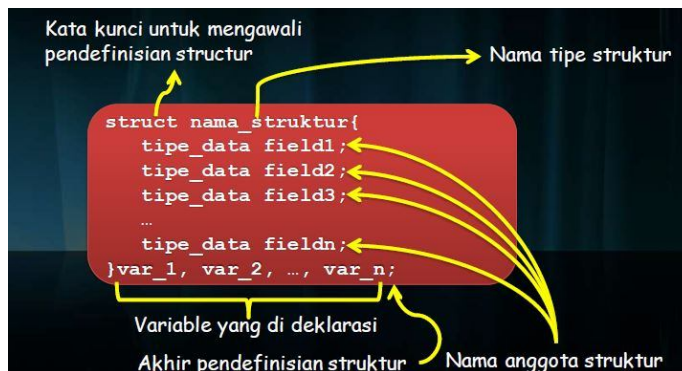 Kata kunci untuk mengawali
pendefinisian structur
Nama tipe struktur
struct nama_struktur{
tipe_data field1;
tipe_data field2;
tipe_data field3;
…
tipe_data fieldn;
}var_1, var_2, …, var_n;
Variable yang di deklarasi
Akhir pendefinisian struktur
Nama anggota struktur